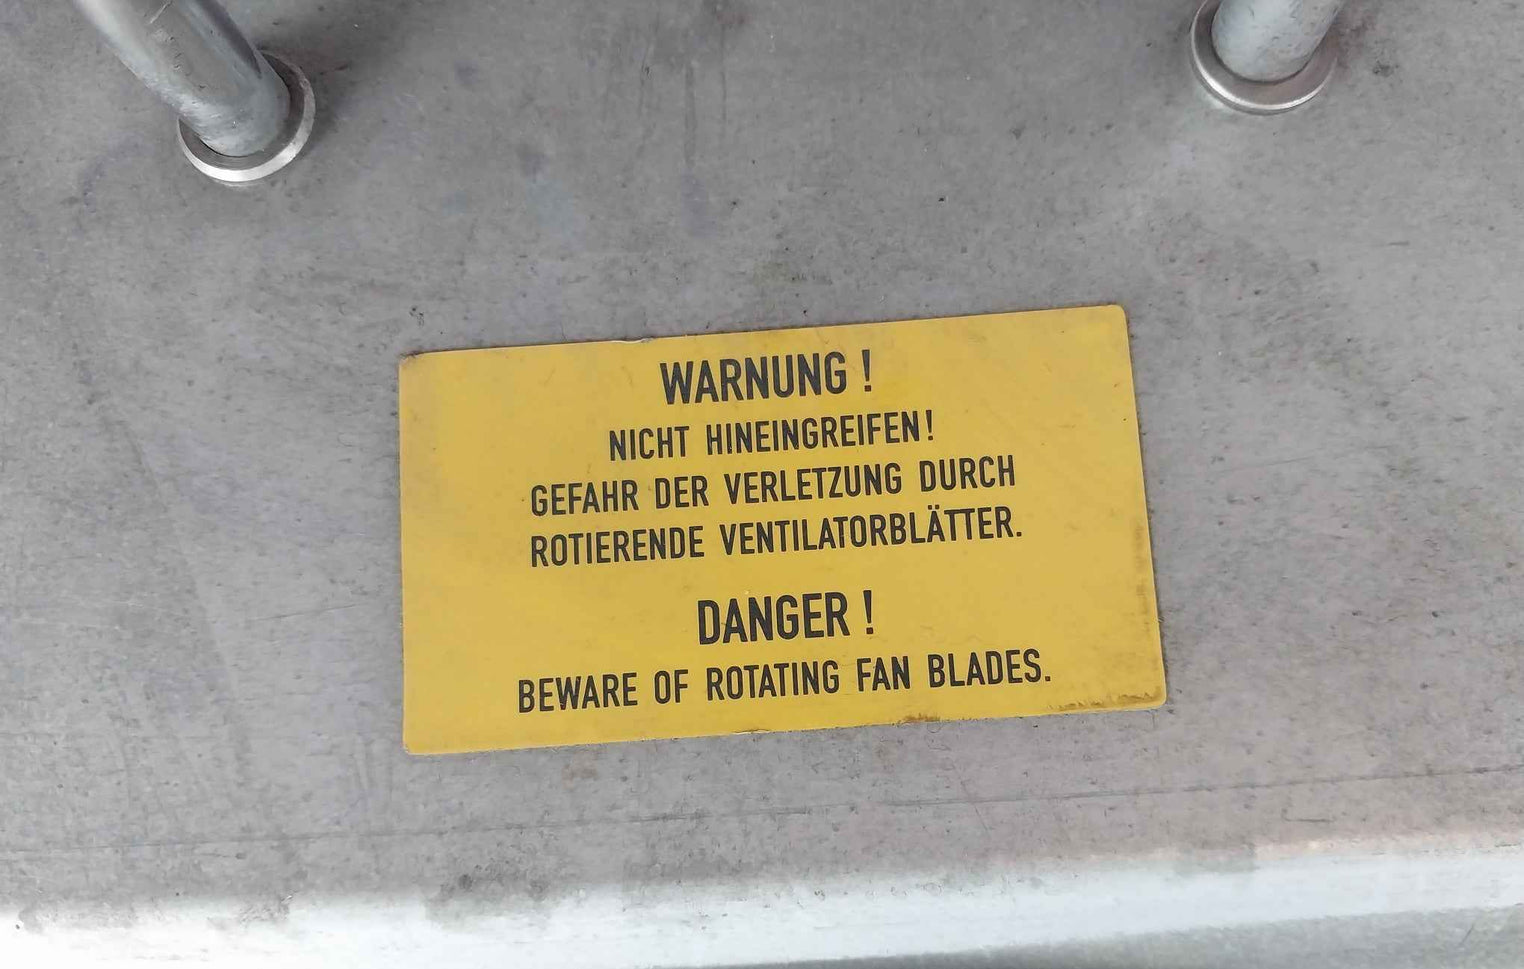 WARNUNG !
NICHT HINEINGREIFEN!
GEFAHR DER VERLETZUNG DURCH
ROTIERENDE VENTILATORBLÄTTER.
DANGER !
BEWARE OF ROTATING FAN BLADES.